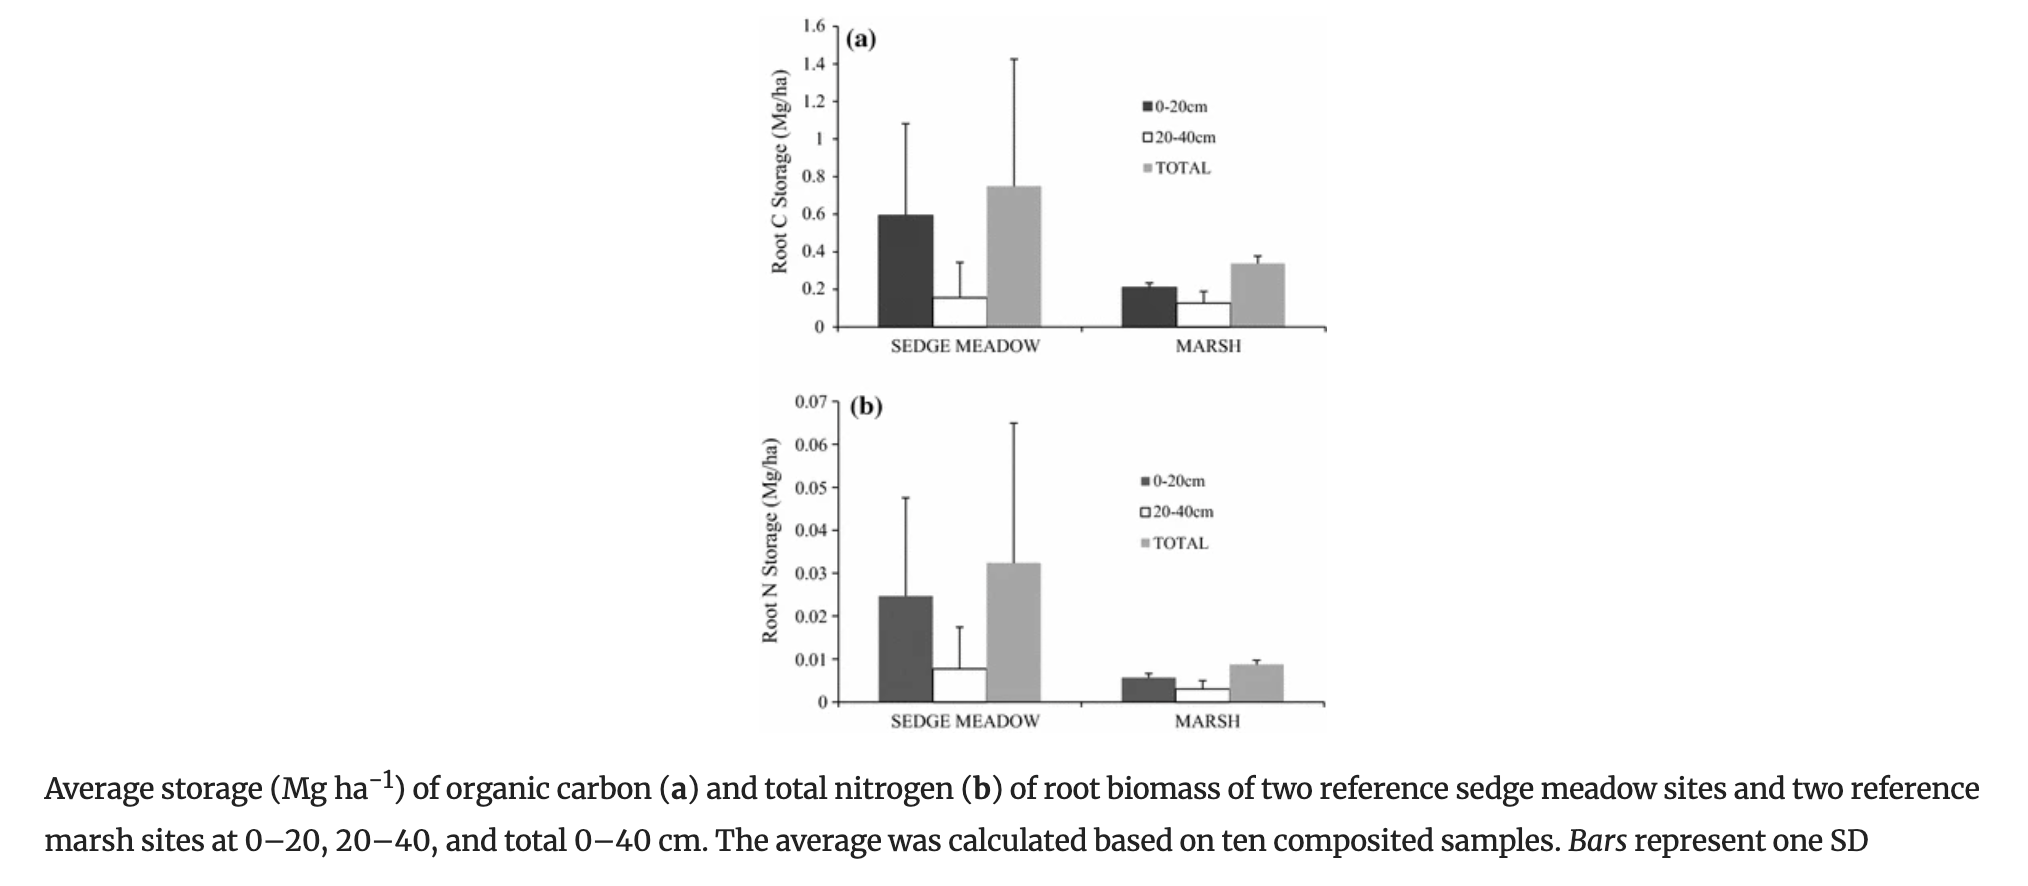 1.6
(a)
1.4
1.2
1
0.8
0.6
0.4
0.2
0
Root C Storage (Mg/ha)
0-20cm
20-40cm
TOTAL
SEDGE MEADOW
MARSH
0.07
(b)
0.06
0.05
0.04
0.03
0.02
0.01
0
Root N Storage (Mg/ha)
0-20cm
20-40cm
TOTAL
SEDGE MEADOW
MARSH
Average storage (Mg ha⁻¹) of organic carbon (a) and total nitrogen (b) of root biomass of two reference sedge meadow sites and two reference
marsh sites at 0–20, 20–40, and total 0–40 cm. The average was calculated based on ten composited samples. Bars represent one SD